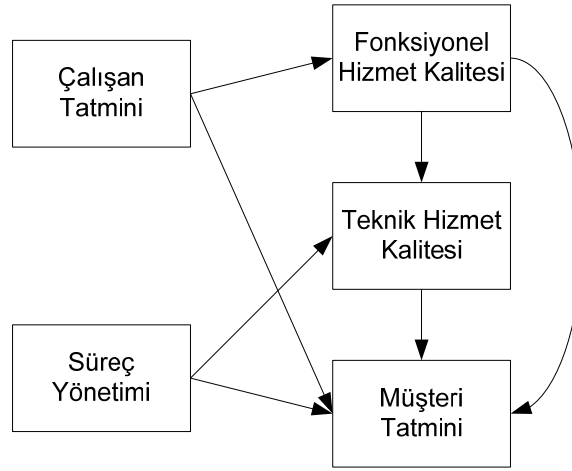 Çalışan
Tatmini
Fonksiyonel
Hizmet Kalitesi
Teknik Hizmet
Kalitesi
Süreç
Yönetimi
Müşteri
Tatmini